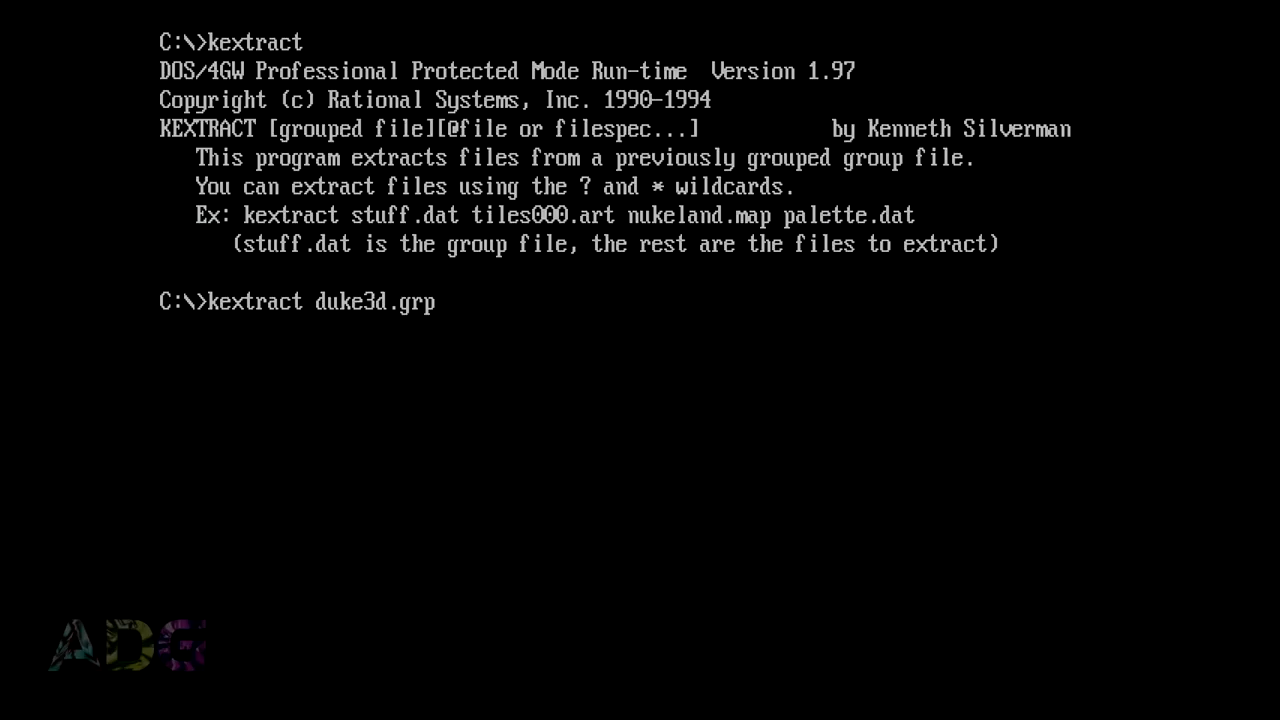 C:\>kextract
DOS/4GW Professional Protected Mode Run-time  Version 1.97
Copyright (c) Rational Systems, Inc. 1990-1994
KEXTRACT [grouped file][@file or filespec...]           by Kenneth Silverman
   This program extracts files from a previously grouped group file.
   You can extract files using the ? and * wildcards.
   Ex: kextract stuff.dat tiles000.art nukeland.map palette.dat
      (stuff.dat is the group file, the rest are the files to extract)
C:\>kextract duke3d.grp
ADG